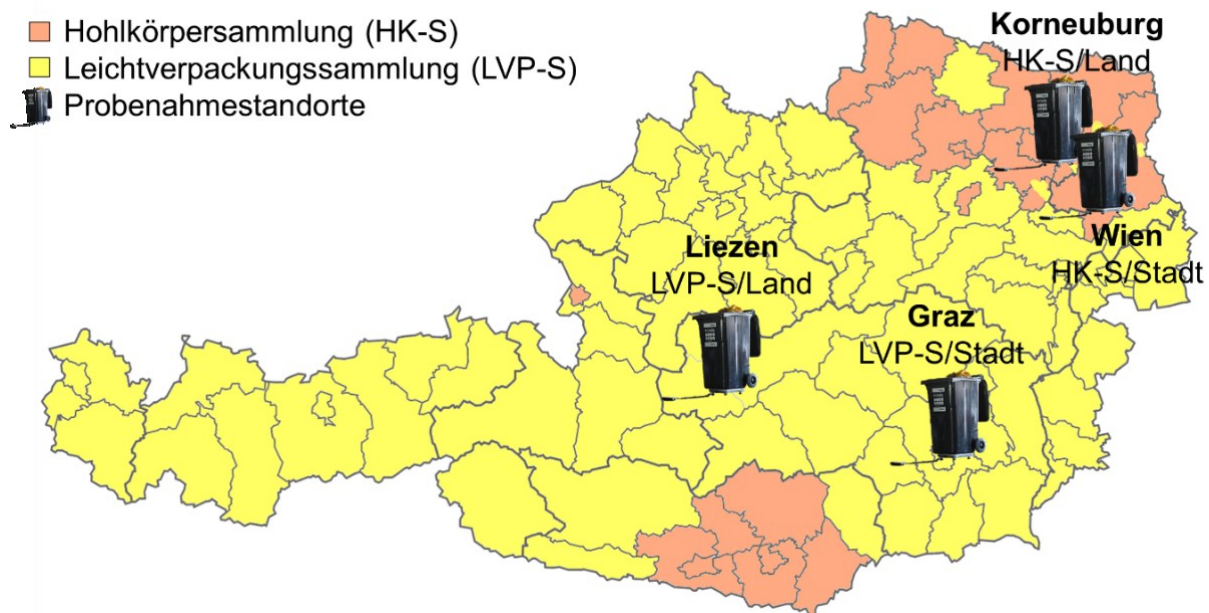 Hohlkörpersammlung (HK-S)
Leichtverpackungssammlung (LVP-S)
Probenahmestandorte
Korneuburg
HK-S/Land
Wien
HK-S/Stadt
Liezen
LVP-S/Land
Graz
LVP-S/Stadt